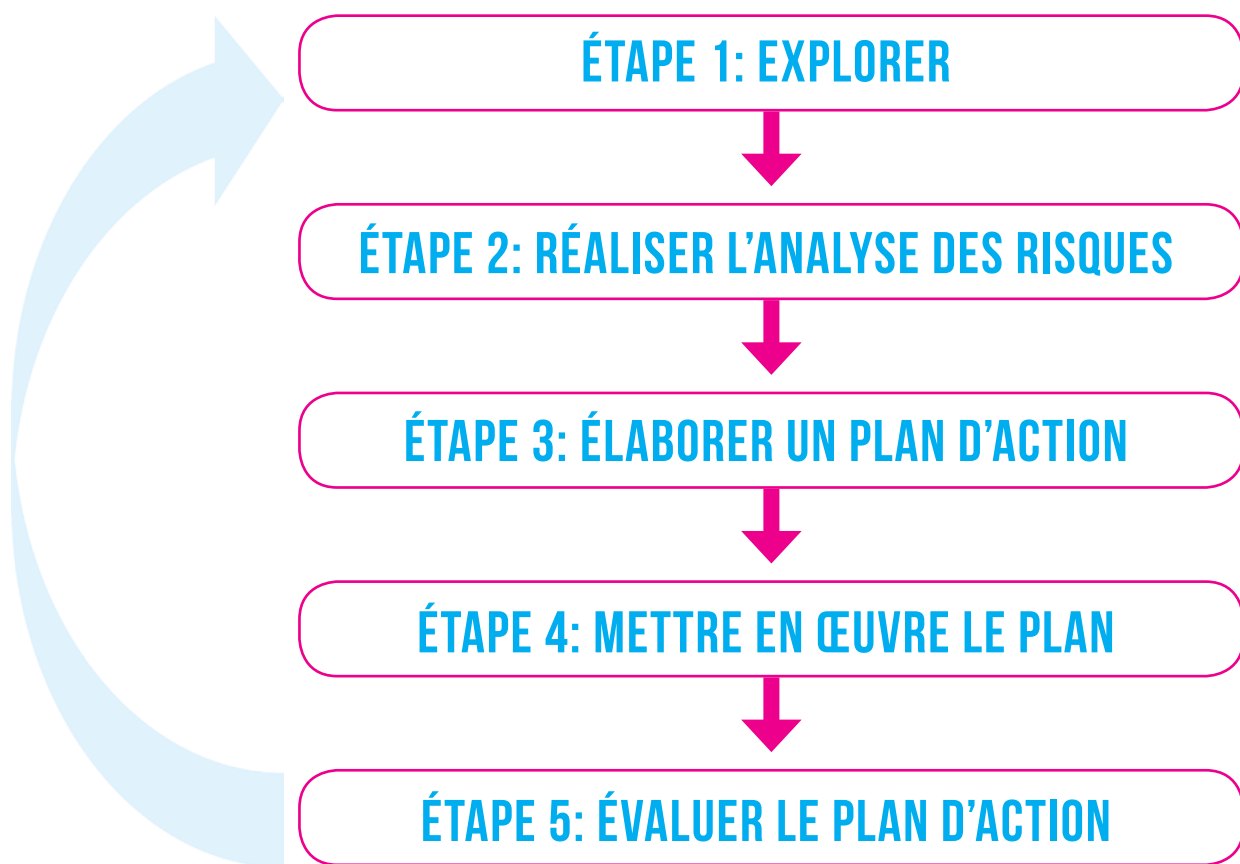 ÉTAPE 1: EXPLORER
ÉTAPE 2: RÉALISER L’ANALYSE DES RISQUES
ÉTAPE 3: ÉLABORER UN PLAN D’ACTION
ÉTAPE 4: METTRE EN ŒUVRE LE PLAN
ÉTAPE 5: ÉVALUER LE PLAN D’ACTION